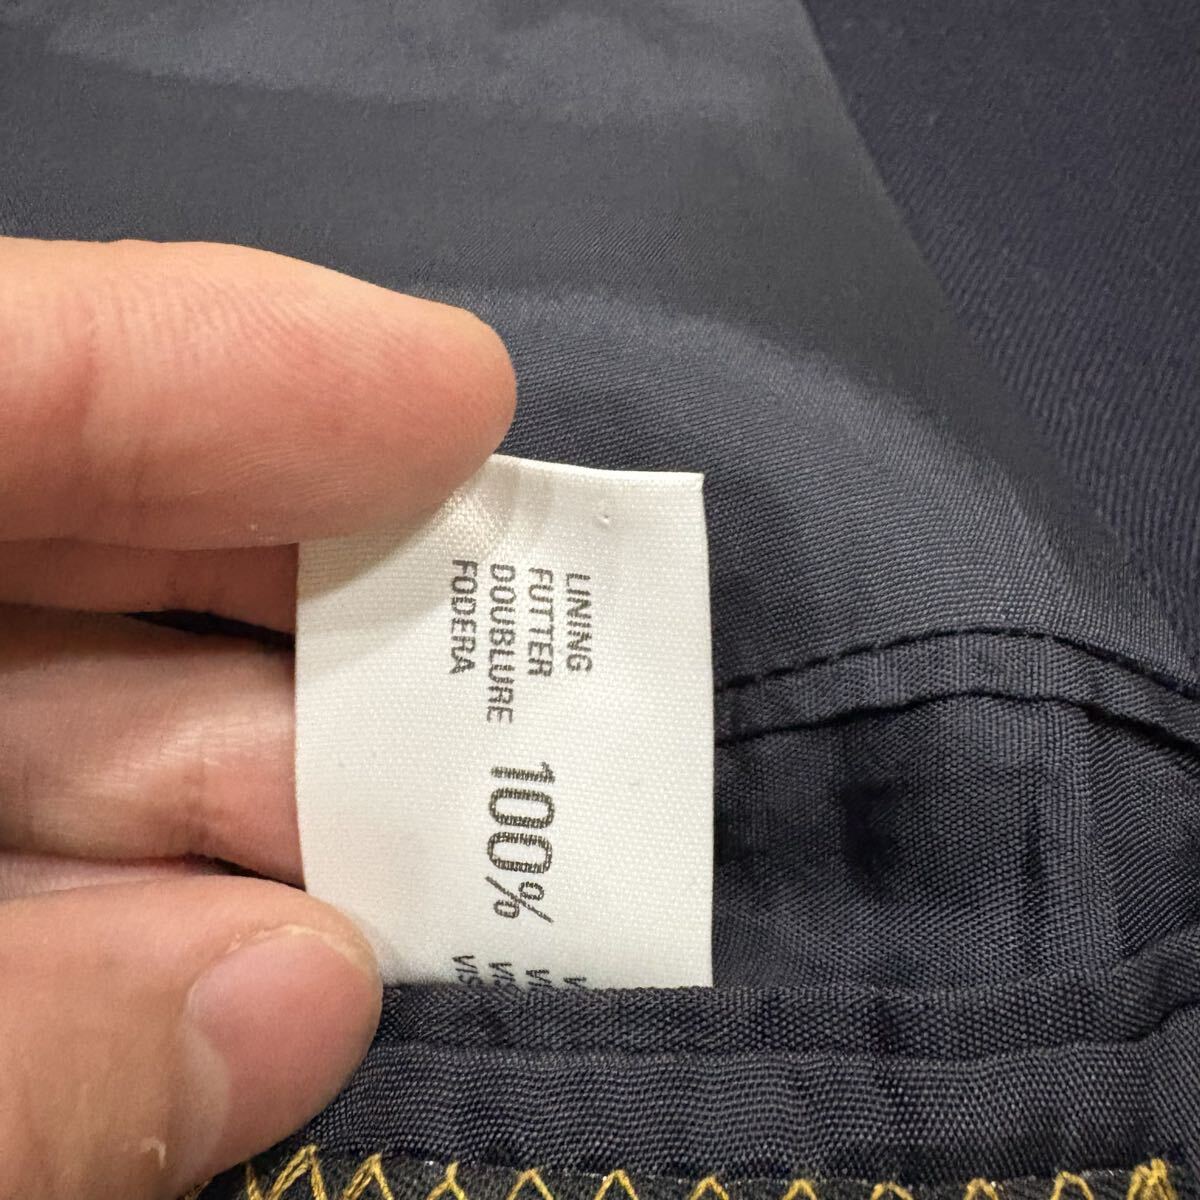 LINING
FUTTER
DOUBLURE
FODERA
100%